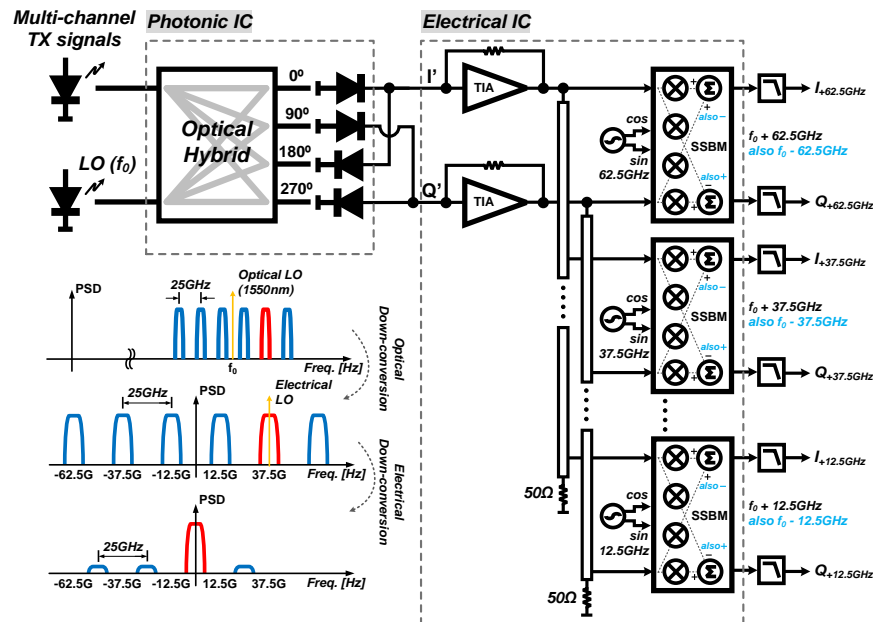 Multi-channel
TX signals
Photonic IC
Electrical IC
0º
90º
180º
270º
Optical
Hybrid
LO (f0)
I'
Q'
TIA
TIA
cos
sin
62.5GHz
+
+
also−
SSBM
also+
−
+
I+62.5GHz
f0 + 62.5GHz
also f0 - 62.5GHz
Q+62.5GHz
cos
sin
37.5GHz
+
+
also−
SSBM
also+
−
+
I+37.5GHz
f0 + 37.5GHz
also f0 - 37.5GHz
Q+37.5GHz
cos
sin
12.5GHz
+
+
also−
SSBM
also+
−
+
I+12.5GHz
f0 + 12.5GHz
also f0 - 12.5GHz
Q+12.5GHz
50Ω
50Ω
PSD
25GHz
Optical LO
(1550nm)
f0
Freq. [Hz]
Optical
Down-conversion
PSD
25GHz
Electrical
LO
-62.5G -37.5G -12.5G 12.5G 37.5G Freq. [Hz]
Electrical
Down-conversion
PSD
25GHz
-62.5G -37.5G -12.5G 12.5G 37.5G Freq. [Hz]
Σ
Σ
Σ
Σ
Σ
Σ